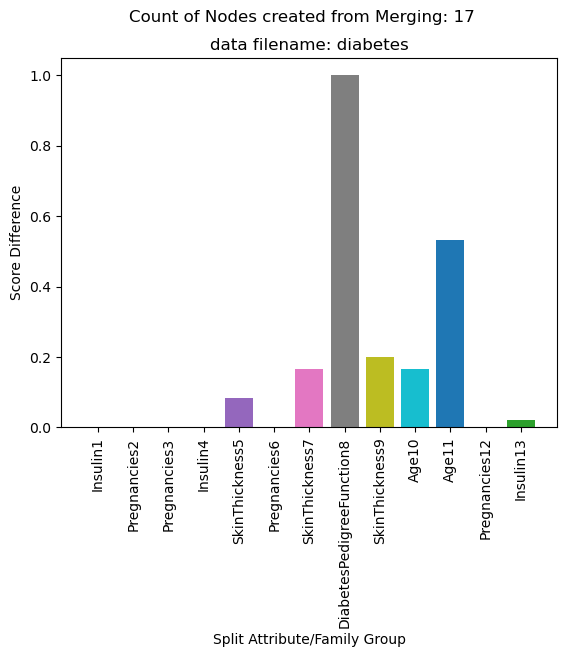 Count of Nodes created from Merging: 17
data filename: diabetes
Score Difference
1.0
0.8
0.6
0.4
0.2
0.0
Insulin1
Pregnancies2
Pregnancies3
Insulin4
SkinThickness5
Pregnancies6
SkinThickness7
DiabetesPedigreeFunction8
SkinThickness9
Age10
Age11
Pregnancies12
Insulin13
Split Attribute/Family Group